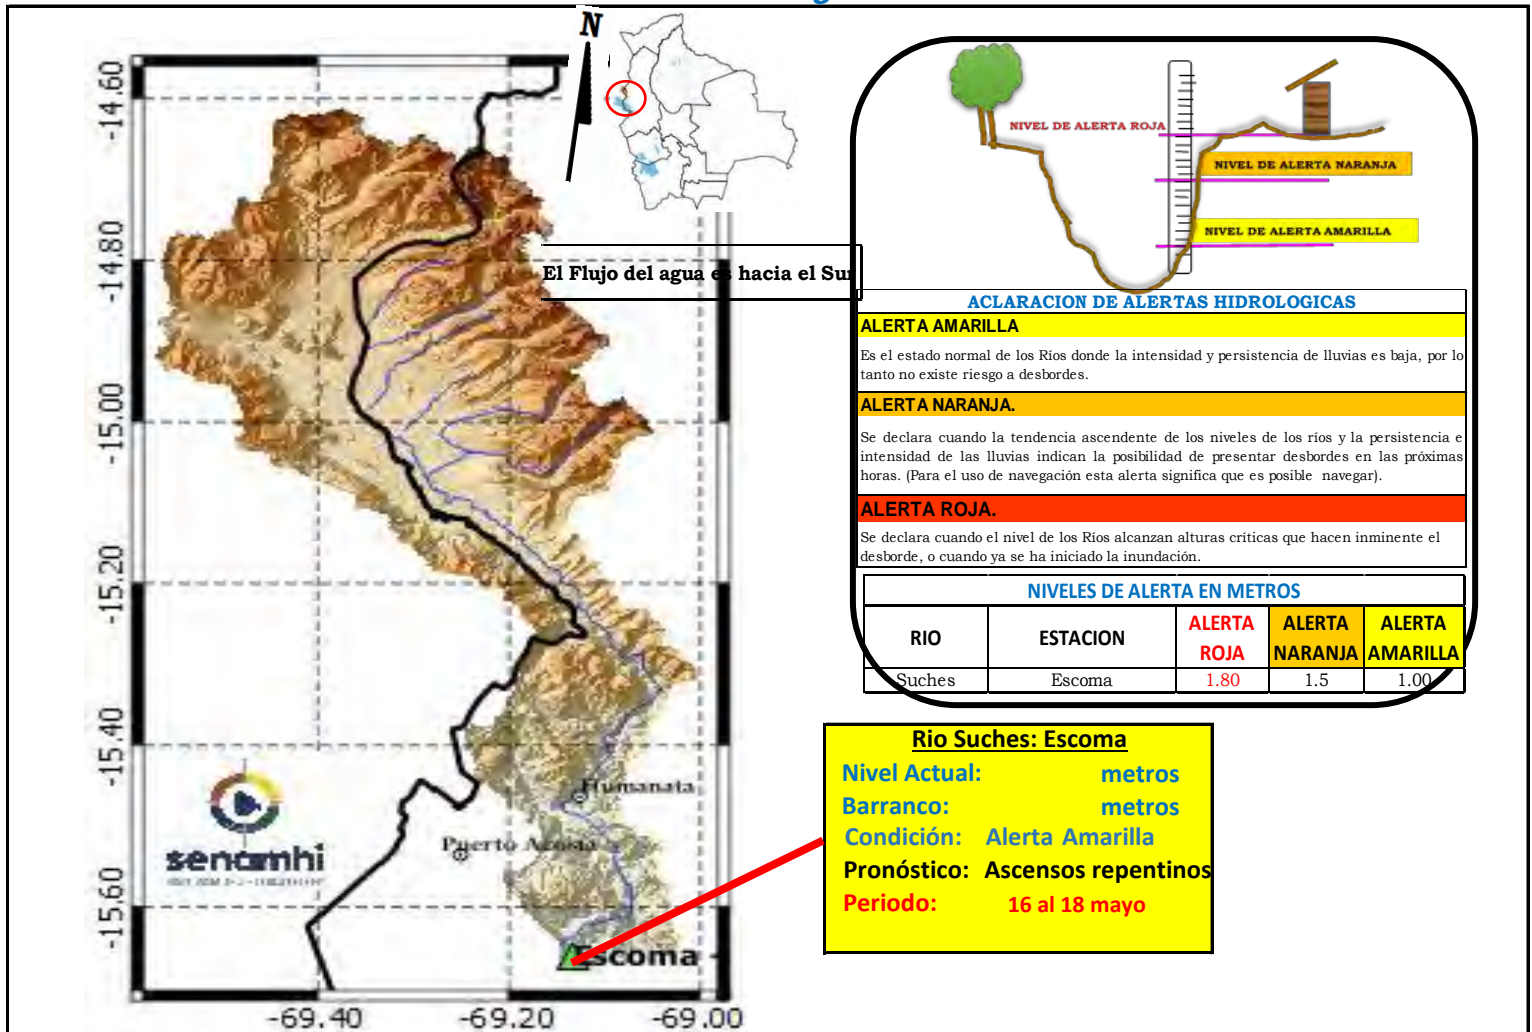 N
-14.60
-14.80
-15.00
-15.20
-15.40
-15.60
-69.40
-69.20
-69.00
El Flujo del agua es hacia el Sur
Humanata
Puerto Acosta
Escoma
senamhi
NIVEL DE ALERTA ROJA
NIVEL DE ALERTA NARANJA
NIVEL DE ALERTA AMARILLA
ACLARACION DE ALERTAS HIDROLOGICAS
ALERTA AMARILLA
Es el estado normal de los Ríos donde la intensidad y persistencia de lluvias es baja, por lo
tanto no existe riesgo a desbordes.
ALERTA NARANJA.
Se declara cuando la tendencia ascendente de los niveles de los ríos y la persistencia e
intensidad de las lluvias indican la posibilidad de presentar desbordes en las próximas
horas. (Para el uso de navegación esta alerta significa que es posible navegar).
ALERTA ROJA.
Se declara cuando el nivel de los Ríos alcanzan alturas críticas que hacen inminente el
desborde, o cuando ya se ha iniciado la inundación.
NIVELES DE ALERTA EN METROS
RIO ESTACION ALERTA ROJA ALERTA NARANJA ALERTA AMARILLA
Suches Escoma 1.80 1.5 1.00
Rio Suches: Escoma
Nivel Actual: metros
Barranco: metros
Condición: Alerta Amarilla
Pronóstico: Ascensos repentinos
Periodo: 16 al 18 mayo